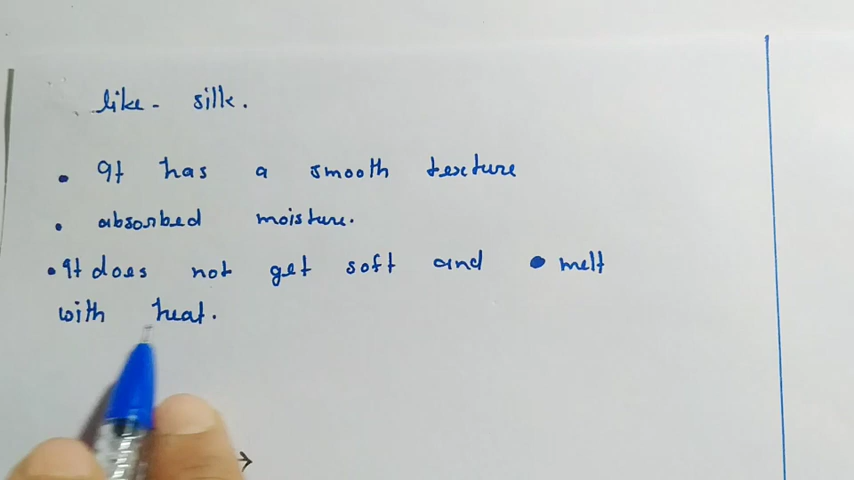 like - silk.
• It has a smooth texture
• absorbed moisture.
• It does not get soft and • melt
with heat.